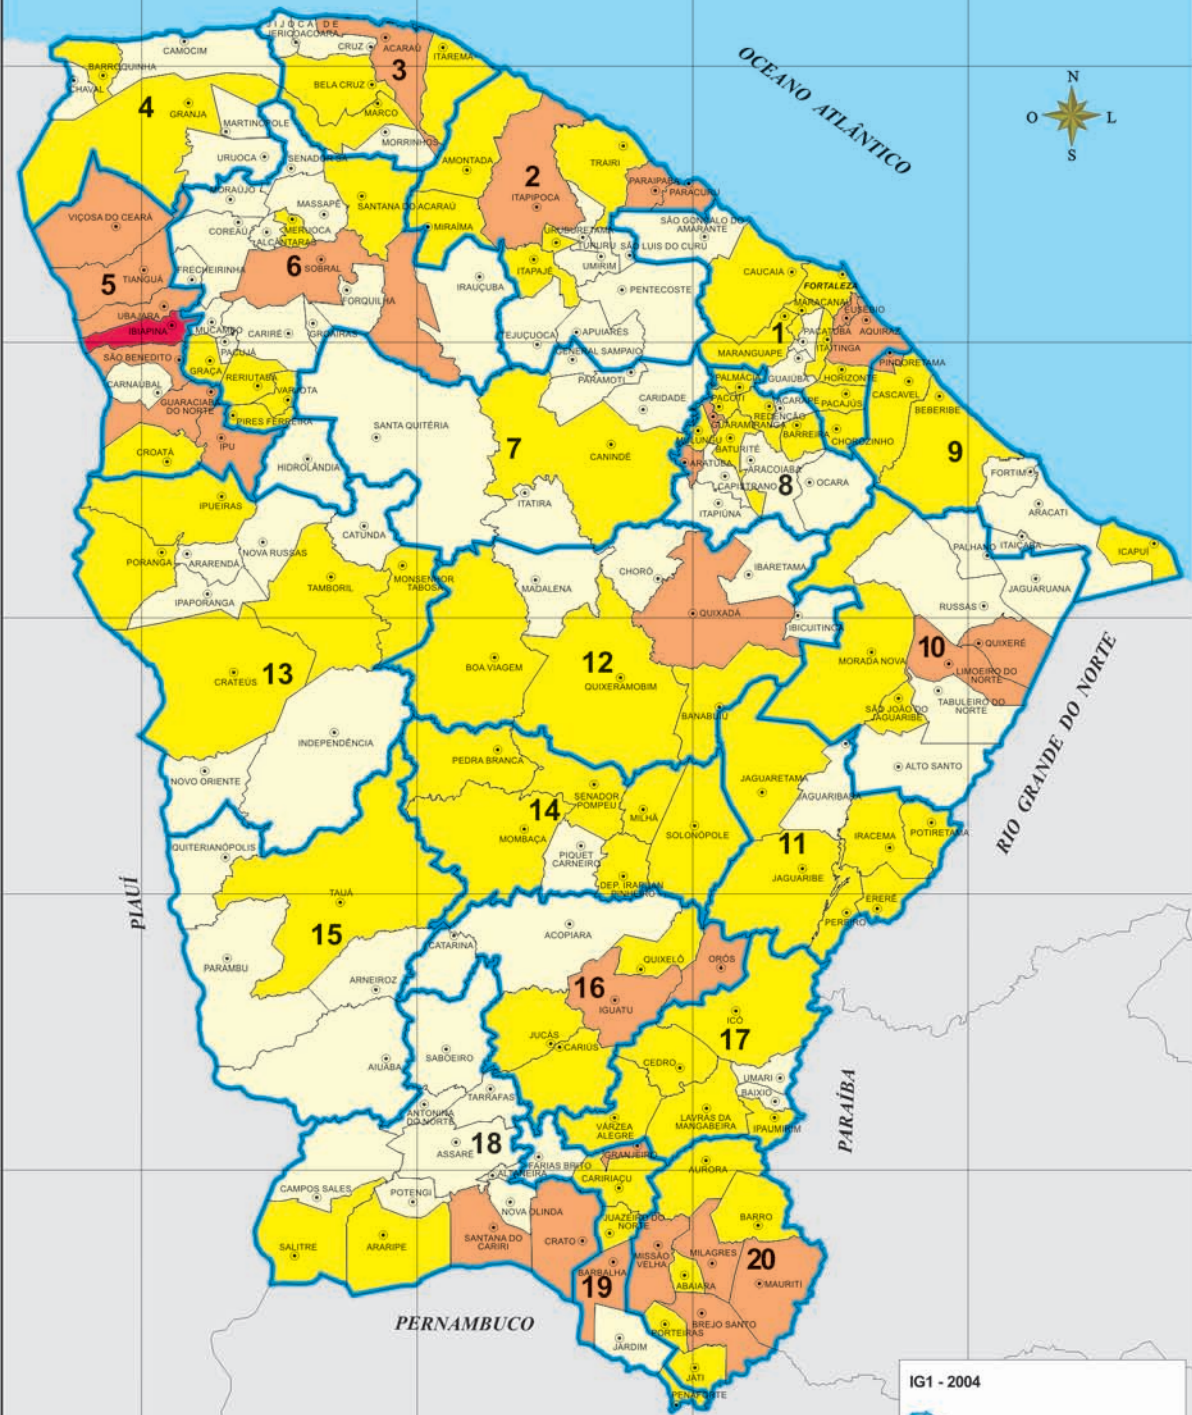 JIJOCA DE
JERICOACOARA
CRUZ
ACARAÚ
ITAREMA
3
CAMOCIM
BARROQUINHA
CHAVAL
4
GRANJA
MARTINÓPOLE
URUOCA
BELA CRUZ
MARCO
MORRINHOS
SENADOR SÁ
OCEANO ATLÂNTICO
N
O
L
S
AMONTADA
2
ITAPIPOCA
TRAIRI
PARAIPABA
PARACURU
MORAÚJO
MASSAPÊ
SANTANA DO ACARAÚ
MIRAÍMA
VIÇOSA DO CEARÁ
COREAÚ
MERUOCA
ALCÂNTARAS
URUBURETAMA
TURURU
SÃO LUIS DO CURU
SÃO GONÇALO DO
AMARANTE
UMIRIM
ITAPAJÉ
5
TIANGUÁ
FRECHEIRINHA
6
SOBRAL
FORQUILHA
IRAUÇUBA
PENTECOSTE
CAUCAIA
FORTALEZA
MARACANAÚ
EUSÉBIO
AQUIRAZ
UBAJARA
IBIAPINA
MUCAMBO
CARIRÉ
GROAÍRAS
PACUJÁ
TEJUÇUOCA
APUIARÉS
GENERAL SAMPAIO
1
PACATUBA
ITAITINGA
MARANGUAPE
SÃO BENEDITO
GRAÇA
CARNAUBAL
RERIUTABA
VARJOTA
GUARACIABA
DO NORTE
PIRES FERREIRA
PARAMOTI
CARIDADE
PALMÁCIA
GUAIÚBA
HORIZONTE
PINDORETAMA
CASCAVEL
BEBERIBE
PACOTI
ACARAPE
REDENÇÃO
PACAJÚS
GUARAMIRANGA
MULUNGU
BARREIRA
CHOROZINHO
BATURITÉ
ARATUBA
ARACOIABA
CAPISTRANO
8
OCARA
ITAPIÚNA
IPU
CROATÁ
SANTA QUITÉRIA
HIDROLÂNDIA
7
CANINDÉ
ITATIRA
9
FORTIM
ARACATI
ICAPUÍ
ITAIÇABA
PALHANO
JAGUARUANA
IPUEIRAS
CATUNDA
NOVA RUSSAS
ARARENDÁ
PORANGA
IPAPORANGA
TAMBORIL
MONSENHOR
TABOSA
MADALENA
CHORÓ
IBARETAMA
QUIXADÁ
IBICUITINGA
RUSSAS
10
QUIXERÉ
LIMOEIRO DO
NORTE
MORADA NOVA
TABULEIRO DO
NORTE
SÃO JOÃO DO
JAGUARIBE
RIO GRANDE DO NORTE
CRATEÚS
13
BOA VIAGEM
12
QUIXERAMOBIM
BANABUIÚ
INDEPENDÊNCIA
NOVO ORIENTE
PEDRA BRANCA
ALTO SANTO
JAGUARETAMA
JAGUARIBARA
SENADOR
POMPEU
14
MOMBAÇA
MILHÃ
SOLONÓPOLE
PIQUET
CARNEIRO
DEP. IRAPUAN
PINHEIRO
11
IRACEMA
POTIRETAMA
JAGUARIBE
ERERÊ
PEREIRO
QUITERIANÓPOLIS
TAUÁ
PIAUÍ
15
PARAMBU
ARNEIROZ
CATARINA
ACOPIARA
QUIXELÔ
ORÓS
16
IGUATU
ICÓ
17
AIUABA
SABOEIRO
JUCÁS
CARIÚS
CEDRO
UMARI
BAIXIO
PARAÍBA
TARRAFAS
ANTONINA
DO NORTE
LAVRAS DA
MANGABEIRA
IPAUMIRIM
VÁRZEA
ALEGRE
18
ASSARÉ
GRANJEIRO
FARIAS BRITO
ALTANEIRA
CARIRIAÇU
AURORA
CAMPOS SALES
POTENGI
NOVA OLINDA
JUAZEIRO DO
NORTE
BARRO
SALITRE
ARARIPE
SANTANA DO
CARIRI
CRATO
MISSÃO
VELHA
MILAGRES
20
MAURITI
BARBALHA
ABAIARA
19
PERNAMBUCO
BREJO SANTO
PORTEIRAS
JARDIM
JATI
PENAFORTE
IG1 - 2004